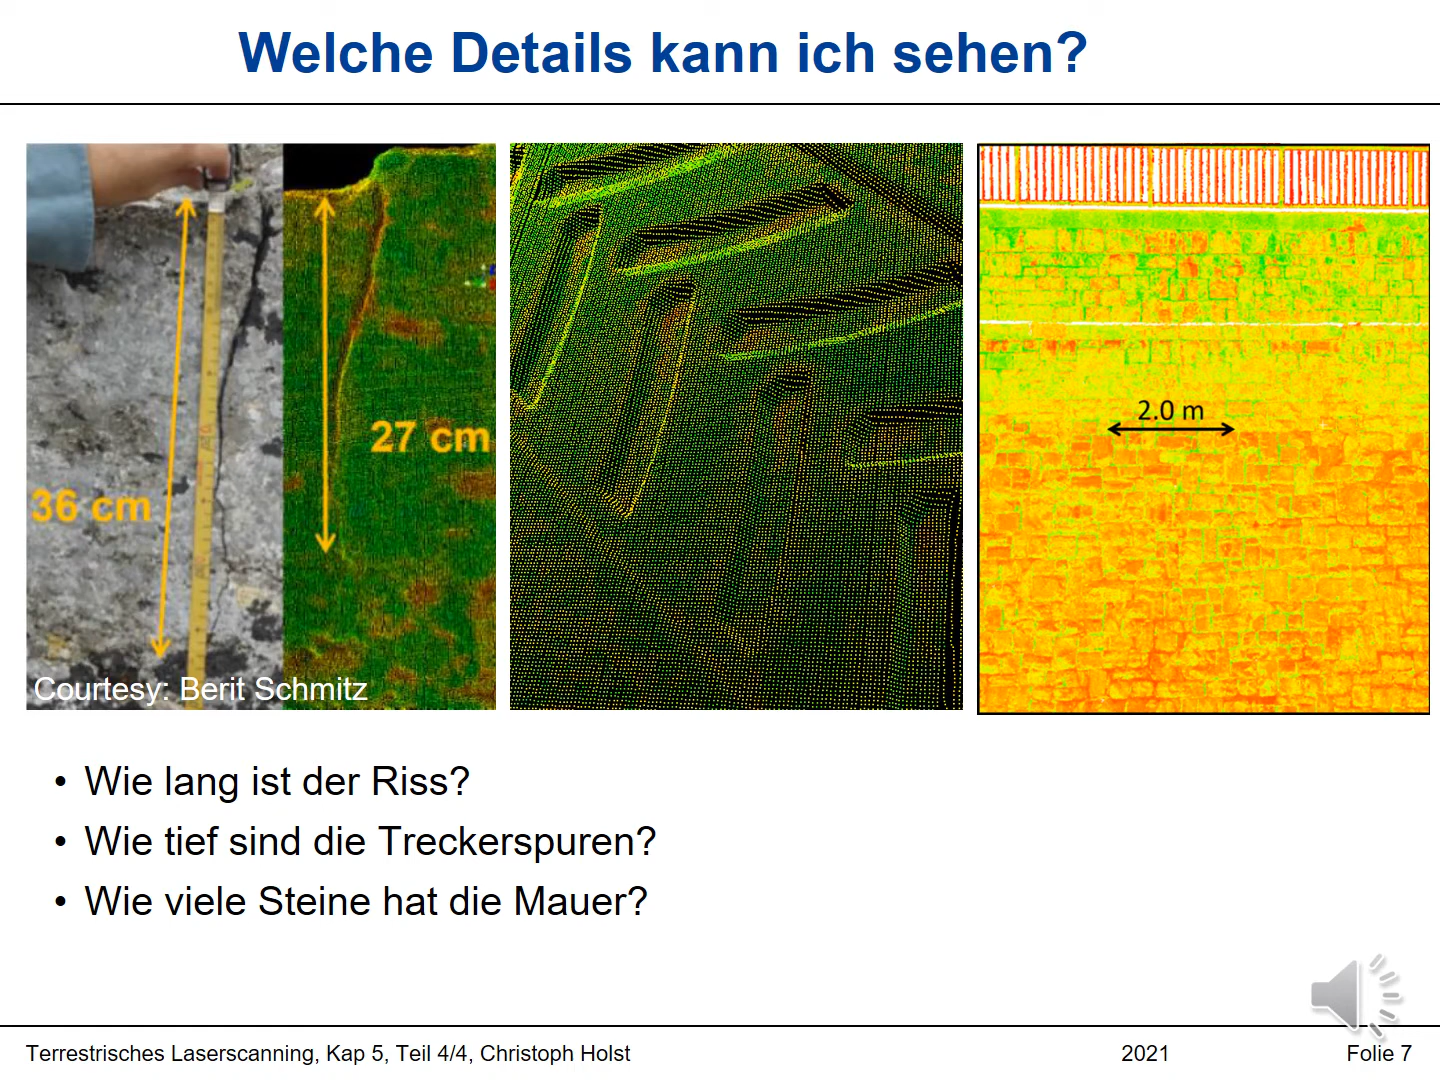 Welche Details kann ich sehen?
36 cm
27 cm
Courtesy: Berit Schmitz
2.0 m
• Wie lang ist der Riss?
• Wie tief sind die Treckerspuren?
• Wie viele Steine hat die Mauer?
Terrestrisches Laserscanning, Kap 5, Teil 4/4, Christoph Holst
2021
Folie 7